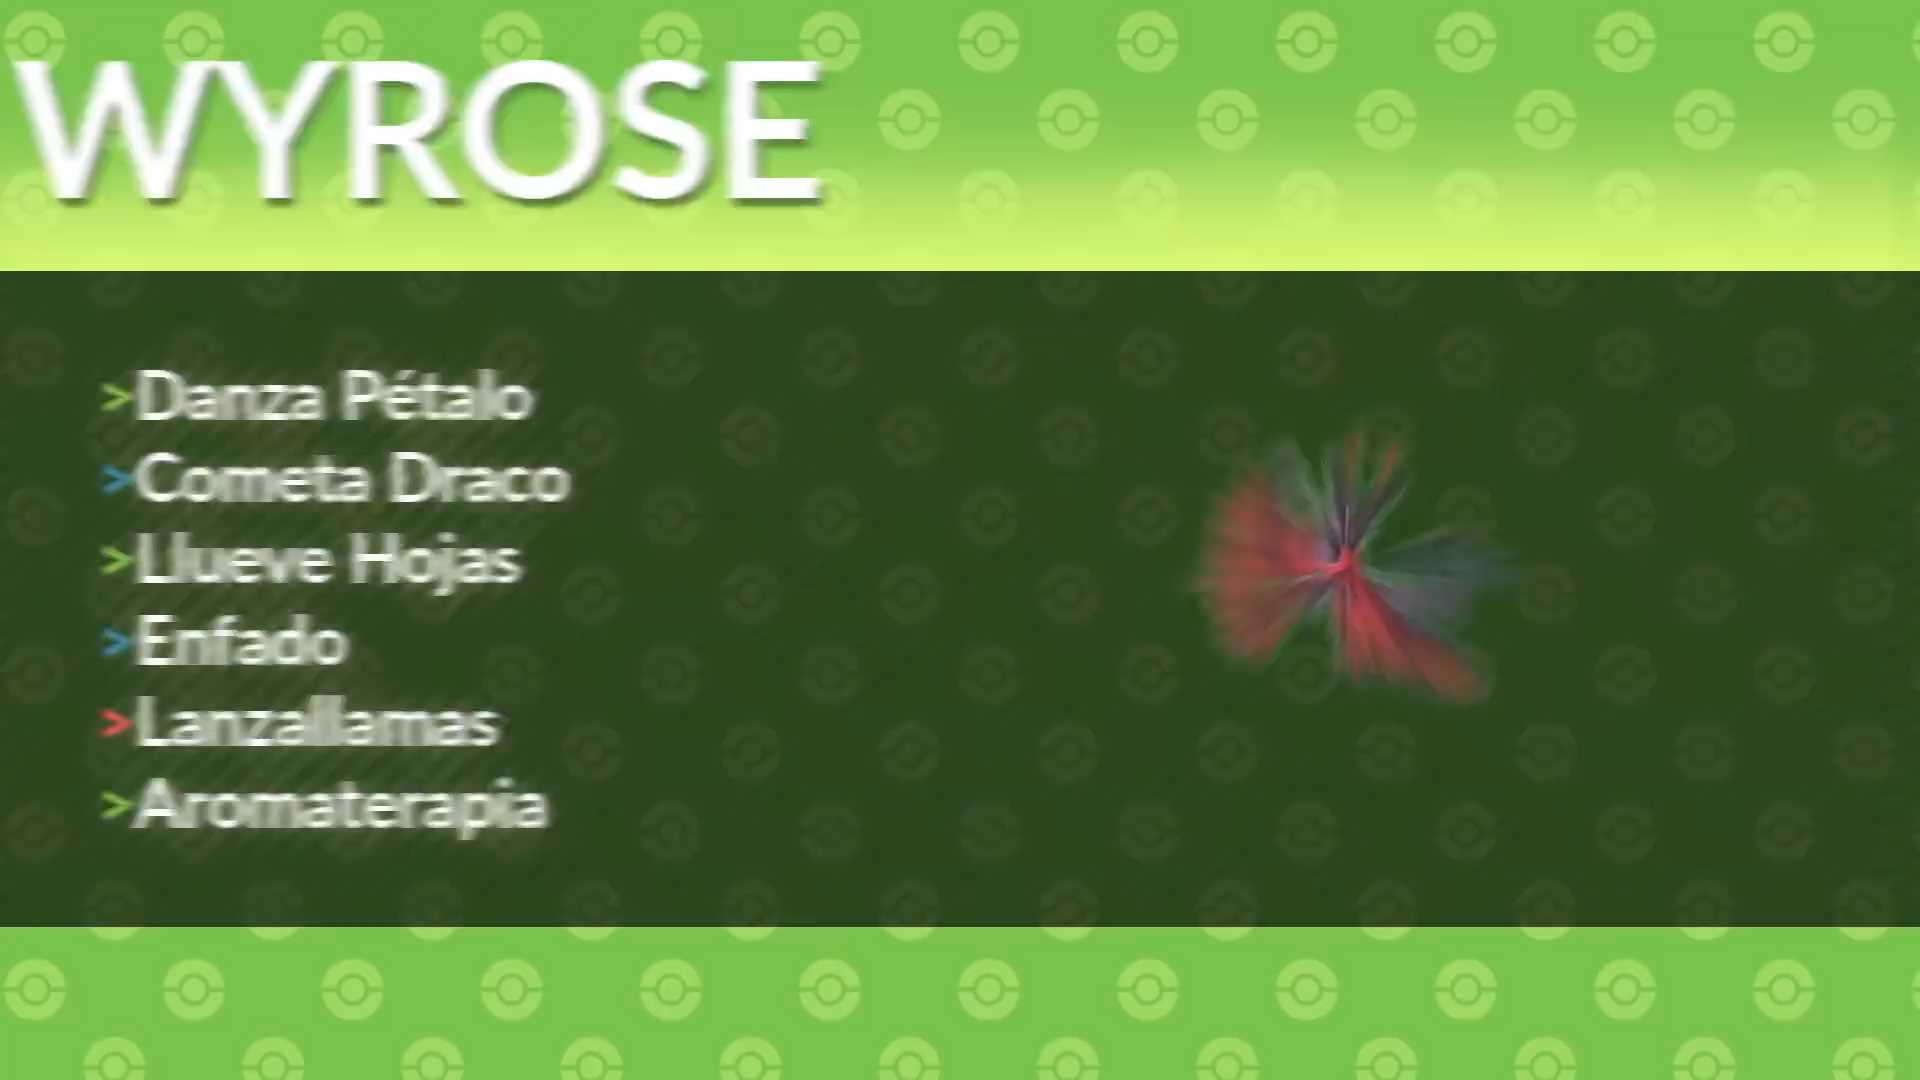 WYROSE
>Danza Pétalo
>Cometa Draco
>Llueve Hojas
>Enfado
>Lanzallamas
>Aromaterapia